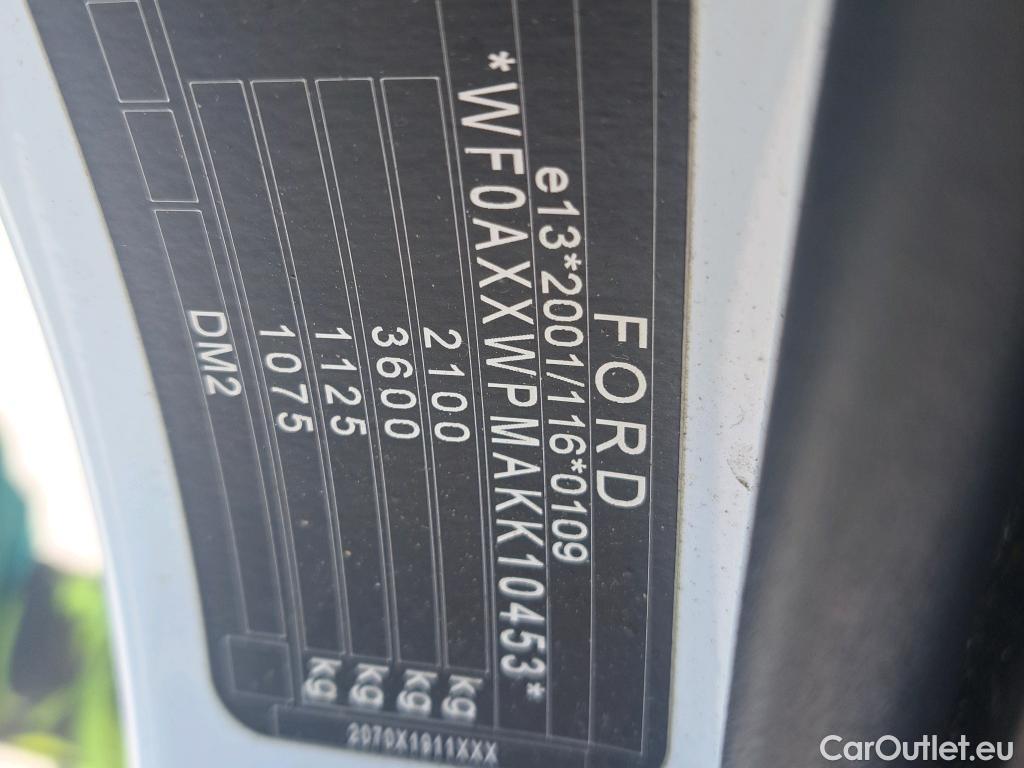 FORD
e13*2001/116*0109
*WF0AXXWPMAKK10453*
2100 kg
3600 kg
1125 kg
1075 kg
DM2
2070X1911XXX
CarOutlet.eu